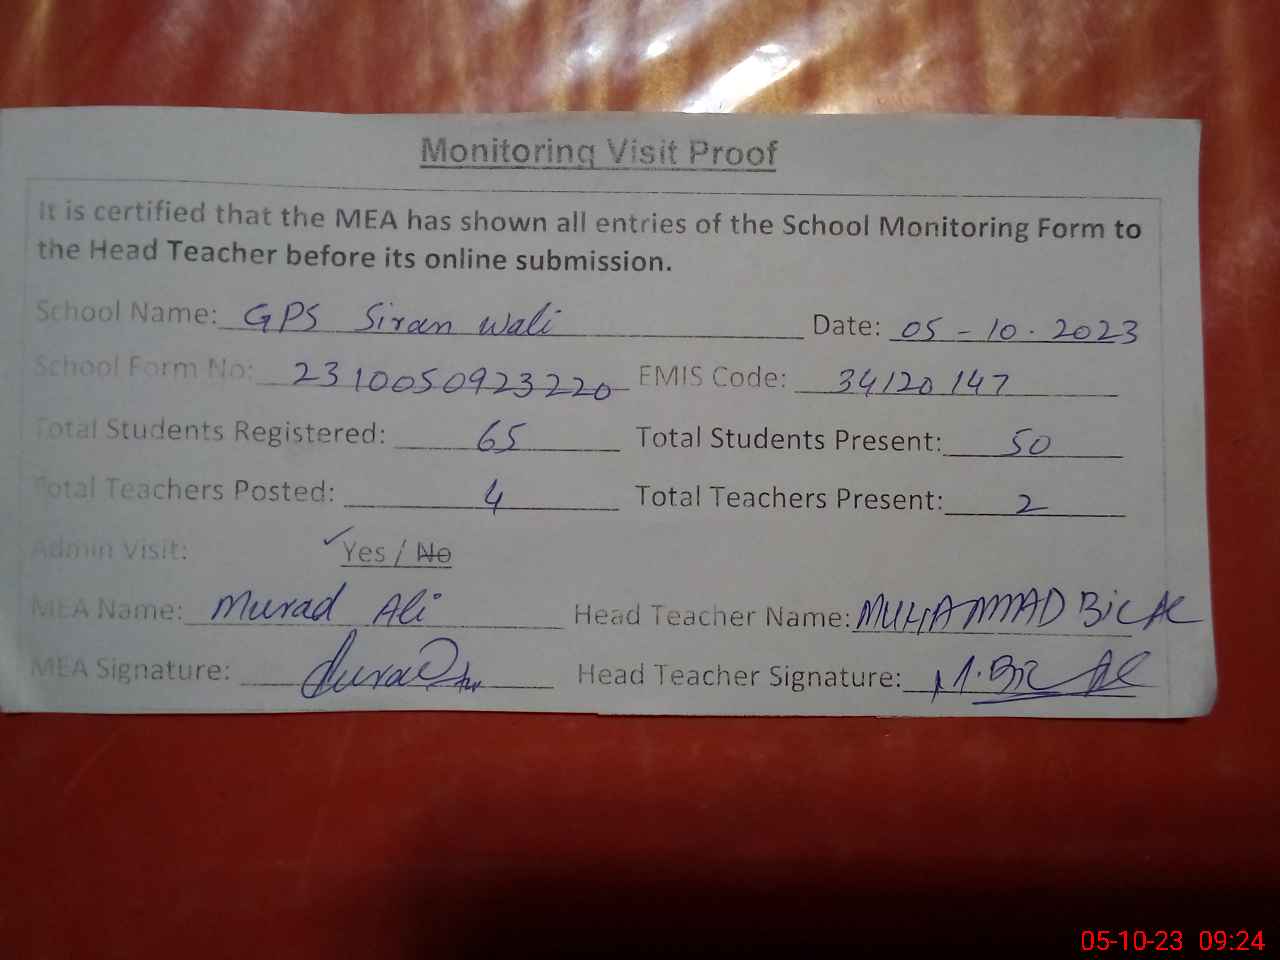 Monitoring Visit Proof
It is certified that the MEA has shown all entries of the School Monitoring Form to
the Head Teacher before its online submission.
School Name: GPS Siran Wali Date: 05-10-2023
School Form No: 2310050923220 EMIS Code: 34120147
Total Students Registered: 65 Total Students Present: 50
Total Teachers Posted: 4 Total Teachers Present: 2
Admin Visit: Yes / No
MEA Name: Murad Ali Head Teacher Name: MUHAMMAD BiLAL
MEA Signature: Murad Head Teacher Signature: M. BiLAL
05-10-23 09:24